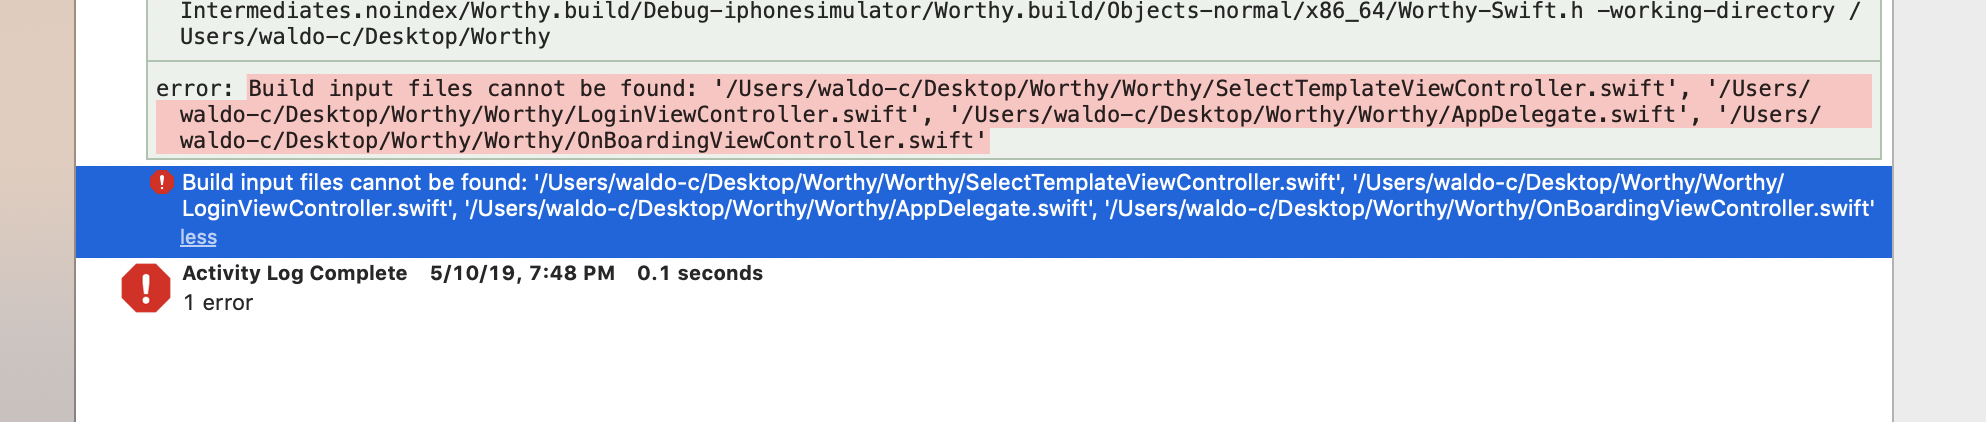 Intermediates.noindex/Worthy.build/Debug-iphonesimulator/Worthy.build/Objects-normal/x86_64/Worthy-Swift.h -working-directory /
Users/waldo-c/Desktop/Worthy
error: Build input files cannot be found: '/Users/waldo-c/Desktop/Worthy/Worthy/SelectTemplateViewController.swift', '/Users/
waldo-c/Desktop/Worthy/Worthy/LoginViewController.swift', '/Users/waldo-c/Desktop/Worthy/Worthy/AppDelegate.swift', '/Users/
waldo-c/Desktop/Worthy/Worthy/OnBoardingViewController.swift'
Build input files cannot be found: '/Users/waldo-c/Desktop/Worthy/Worthy/SelectTemplateViewController.swift', '/Users/waldo-c/Desktop/Worthy/Worthy/
LoginViewController.swift', '/Users/waldo-c/Desktop/Worthy/Worthy/AppDelegate.swift', '/Users/waldo-c/Desktop/Worthy/Worthy/OnBoardingViewController.swift'
less
Activity Log Complete 5/10/19, 7:48 PM 0.1 seconds
1 error